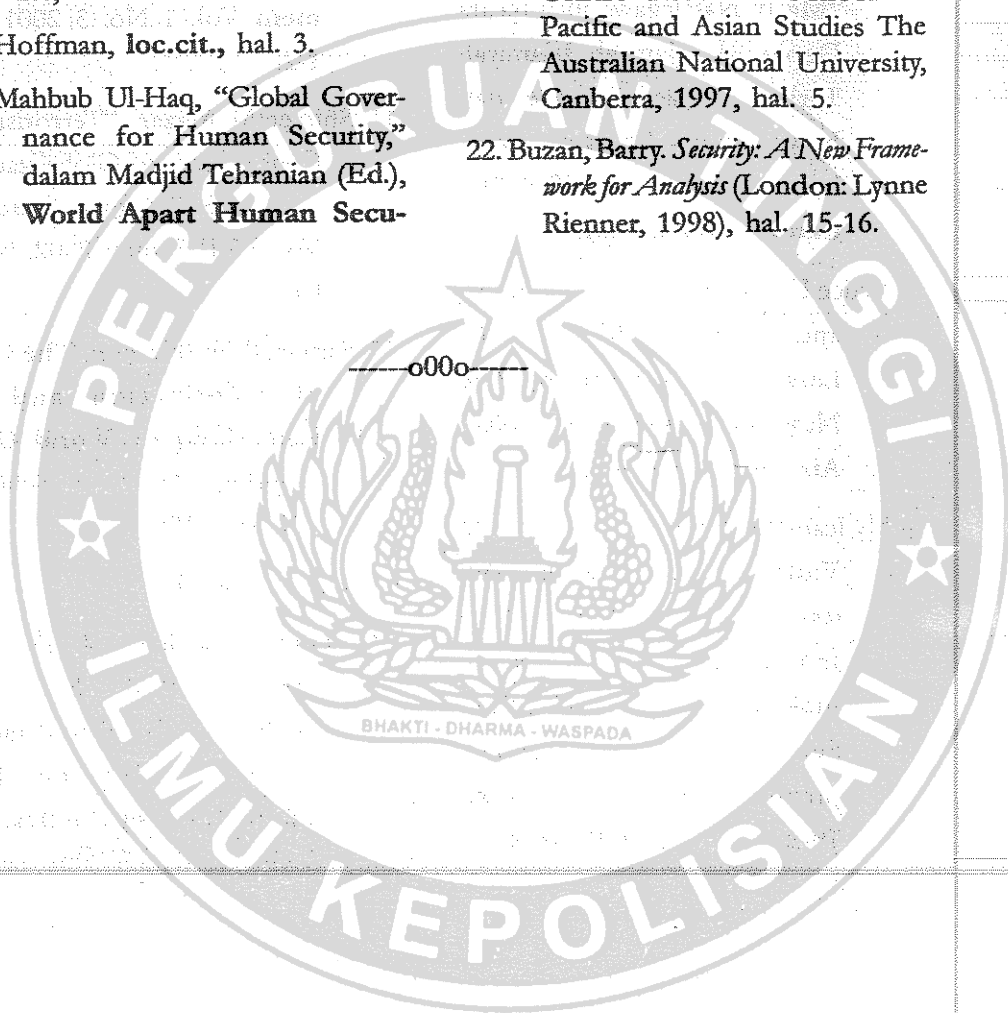 Hoffman, loc.cit., hal. 3.
Mahbub Ul-Haq, “Global Gover-
nance for Human Security,”
dalam Madjid Tehranian (Ed.),
World Apart Human Secu-
Pacific and Asian Studies The
Australian National University,
Canberra, 1997, hal. 5.
22. Buzan, Barry. Security: A New Frame-
work for Analysis (London: Lynne
Rienner, 1998), hal. 15-16.
------o00o------
PERGURUAN TINGGI
BHAKTI - DHARMA - WASPADA
ILMU KEPOLISIAN